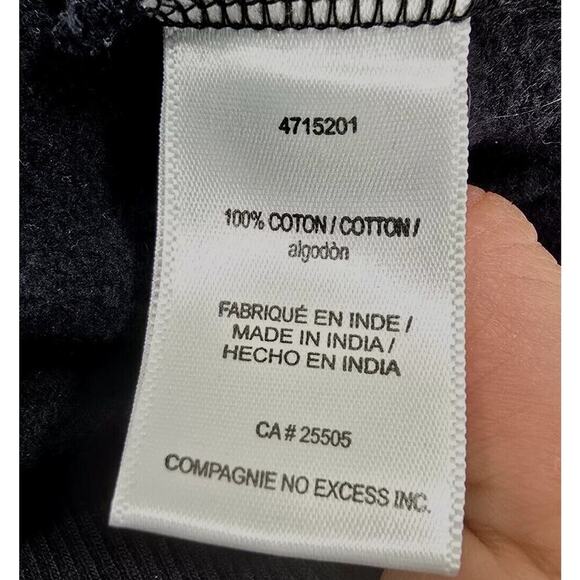 4715201
100% COTON / COTTON /
algodòn
FABRIQUÉ EN INDE /
MADE IN INDIA /
HECHO EN INDIA
CA # 25505
COMPAGNIE NO EXCESS INC.